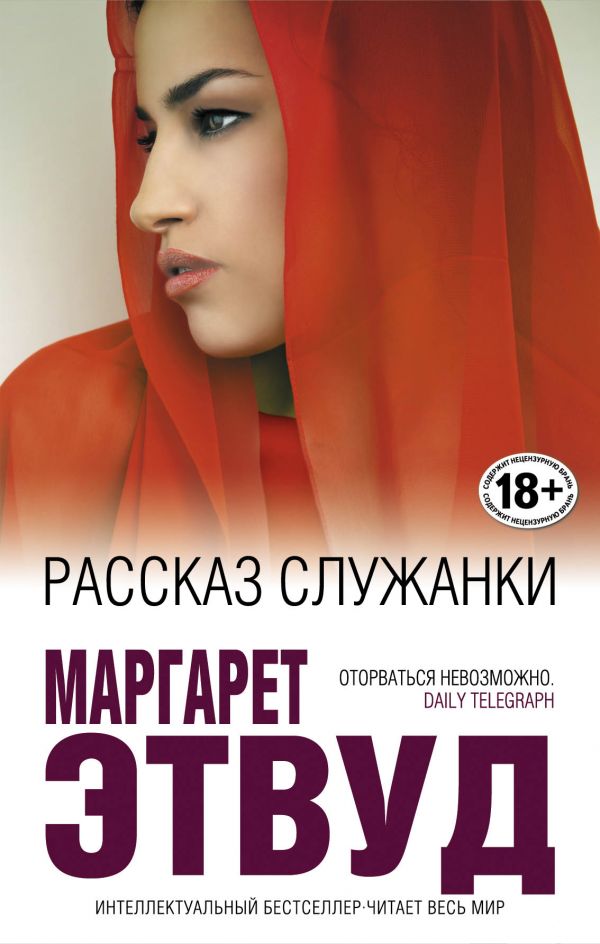 СОДЕРЖИТ НЕЦЕНЗУРНУЮ БРАНЬ
18+
СОДЕРЖИТ НЕЦЕНЗУРНУЮ БРАНЬ
РАССКАЗ СЛУЖАНКИ
МАРГАРЕТ
ЭТВУД
ОТОРВАТЬСЯ НЕВОЗМОЖНО.
DAILY TELEGRAPH
ИНТЕЛЛЕКТУАЛЬНЫЙ БЕСТСЕЛЛЕР·ЧИТАЕТ ВЕСЬ МИР